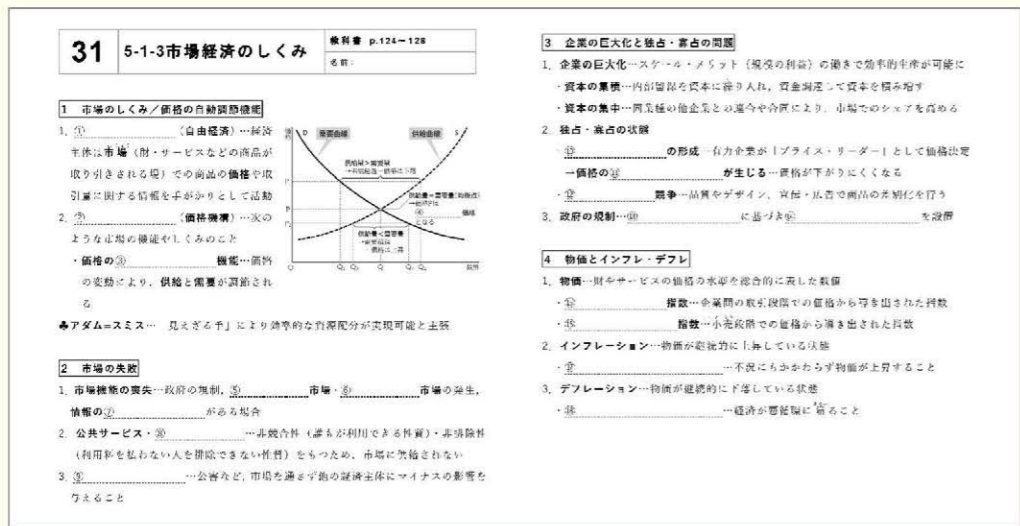 31
5-1-3市場経済のしくみ
教科書 p.124～128
名前:
1 市場のしくみ／価格の自動調節機能
1. ① (自由経済)…経済
主体は市場（財・サービスなどの商品が
取り引きされる場）での商品の価格や取
引量に関する情報を手がかりとして活動
2. ② (価格機構)…次の
ような市場の機能やしくみのこと
・価格の③ 機能…価格
の変動により、供給と需要が調節され
る
D 需要曲線 供給曲線 S
供給量＞需要量
供給量＝需要量
④ 価格
となる
供給量＜需要量
♣アダム=スミス…「見えざる手」により効率的な資源配分が実現可能と主張
2 市場の失敗
1. 市場機能の喪失…政府の規制、⑤ 市場・⑥ 市場の発生、
情報の⑦ がある場合
2. 公共サービス・⑧ …非競合性（誰もが利用できる性質）・非排除性
（利用料を払わない人を排除できない性質）をもつため、市場に供給されない
3. ⑨ …公害など、市場を通さず他の経済主体にマイナスの影響を
与えること
3 企業の巨大化と独占・寡占の問題
1. 企業の巨大化…スケール・メリット（規模の利益）の働きで効率的生産が可能に
・資本の集積…内部留保を資本に繰り入れ、資金調達して資本を積み増す
・資本の集中…同業種の他企業との連合や合同により、市場でのシェアを高める
2. 独占・寡占の状態
の形成…有力企業が「プライス・リーダー」として価格決定
→価格の が生じる…価格が下がりにくくなる
競争…品質やデザイン、宣伝・広告で商品の差別化を行う
3. 政府の規制… に基づき を設置
4 物価とインフレ・デフレ
1. 物価…財やサービスの価格の水準を総合的に表した数値
指数…企業間の取引段階での価格から導き出された指数
指数…小売段階での価格から導き出された指数
2. インフレーション…物価が継続的に上昇している状態
…不況にもかかわらず物価が上昇すること
3. デフレーション…物価が継続的に下落している状態
…経済が悪循環に陥ること